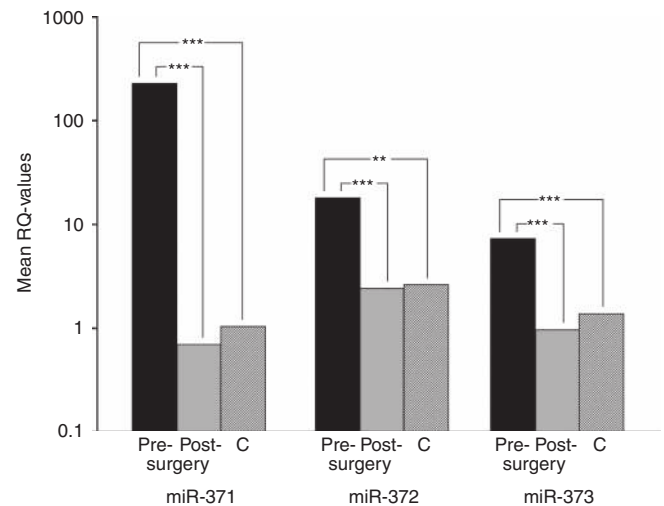 Mean RQ-values
1000
100
10
1
0.1
***
***
**
***
***
***
Pre- Post- C
surgery
Pre- Post- C
surgery
Pre- Post- C
surgery
miR-371
miR-372
miR-373